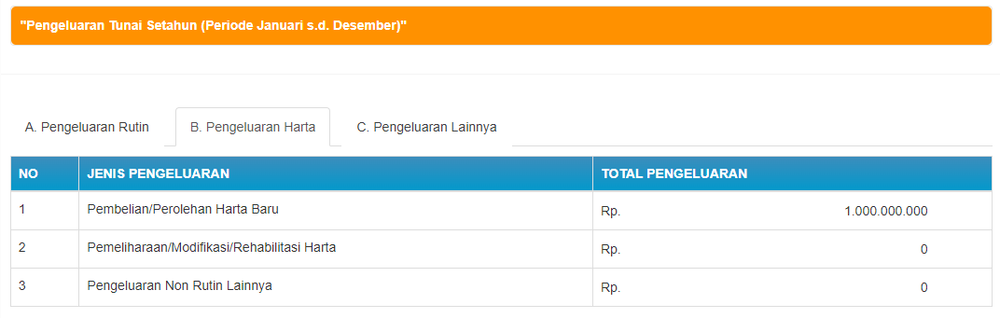 "Pengeluaran Tunai Setahun (Periode Januari s.d. Desember)"
A. Pengeluaran Rutin B. Pengeluaran Harta C. Pengeluaran Lainnya
NO JENIS PENGELUARAN TOTAL PENGELUARAN
1 Pembelian/Perolehan Harta Baru Rp. 1.000.000.000
2 Pemeliharaan/Modifikasi/Rehabilitasi Harta Rp. 0
3 Pengeluaran Non Rutin Lainnya Rp. 0